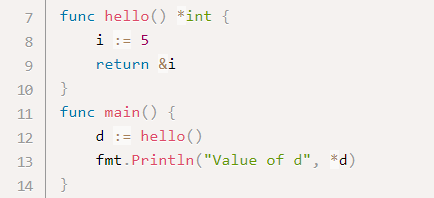 7 func hello() *int {
8     i := 5
9     return &i
10 }
11 func main() {
12     d := hello()
13     fmt.Println("Value of d", *d)
14 }